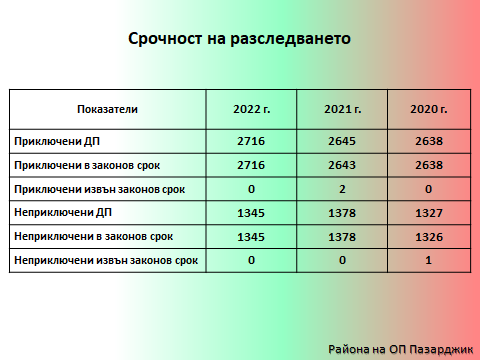 Срочност на разследването
Показатели 2022 г. 2021 г. 2020 г.
Приключени ДП 2716 2645 2638
Приключени в законов срок 2716 2643 2638
Приключени извън законов срок 0 2 0
Неприключени ДП 1345 1378 1327
Неприключени в законов срок 1345 1378 1326
Неприключени извън законов срок 0 0 1
Района на ОП Пазарджик